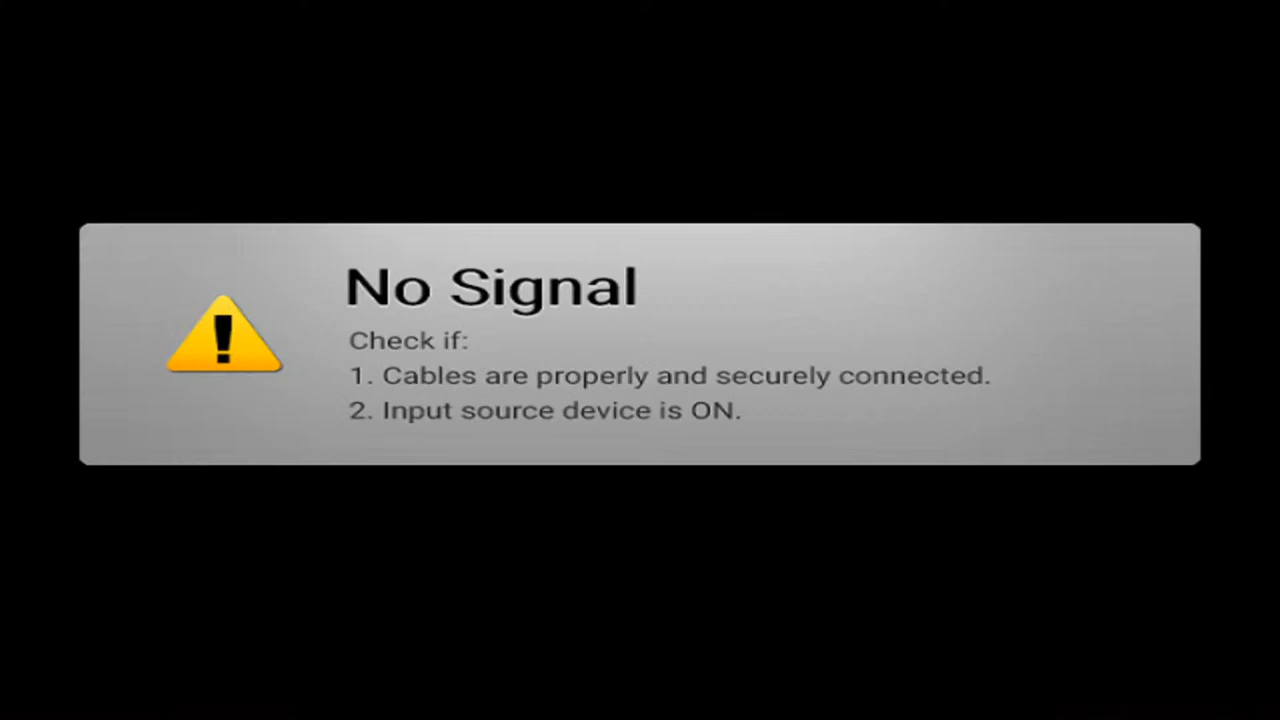 No Signal
Check if:
1. Cables are properly and securely connected.
2. Input source device is ON.